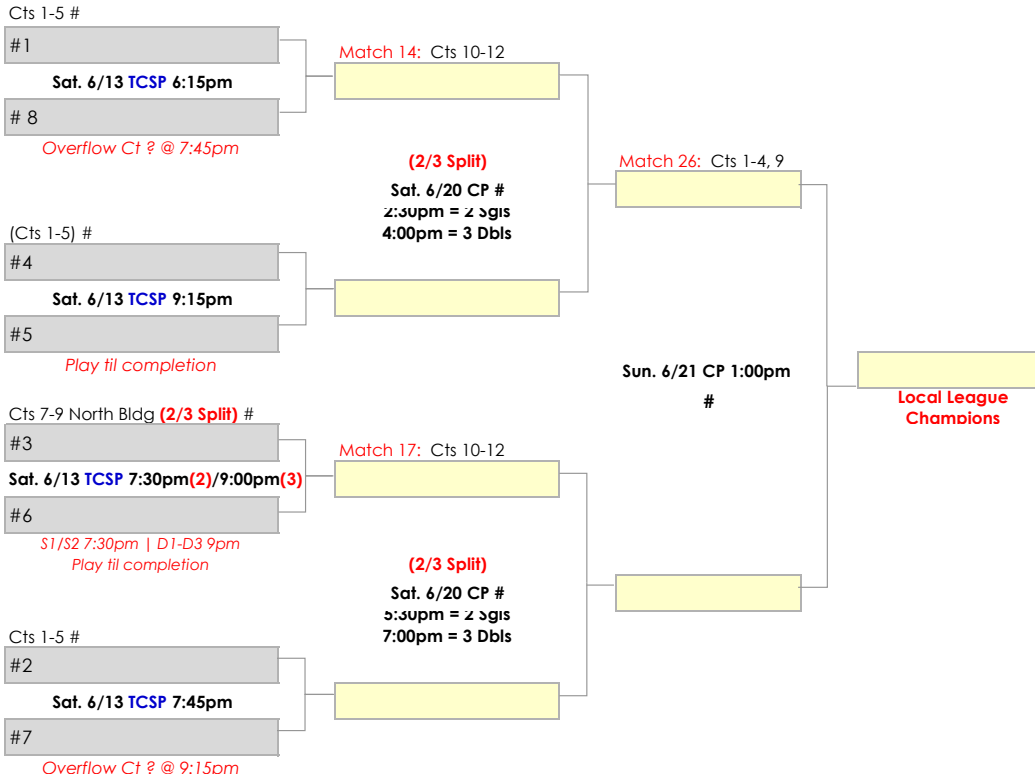 Cts 1-5 #
#1
Sat. 6/13 TCSP 6:15pm
# 8
Overflow Ct ? @ 7:45pm
(Cts 1-5) #
#4
Sat. 6/13 TCSP 9:15pm
#5
Play til completion
Cts 7-9 North Bldg (2/3 Split) #
#3
Sat. 6/13 TCSP 7:30pm(2)/9:00pm(3)
#6
S1/S2 7:30pm | D1-D3 9pm
Play til completion
Cts 1-5 #
#2
Sat. 6/13 TCSP 7:45pm
#7
Overflow Ct ? @ 9:15pm
Match 14: Cts 10-12
(2/3 Split)
Sat. 6/20 CP #
2:30pm = 2 Sgls
4:00pm = 3 Dbls
Match 17: Cts 10-12
(2/3 Split)
Sat. 6/20 CP #
5:30pm = 2 Sgls
7:00pm = 3 Dbls
Match 26: Cts 1-4, 9
Sun. 6/21 CP 1:00pm
#
Local League
Champions